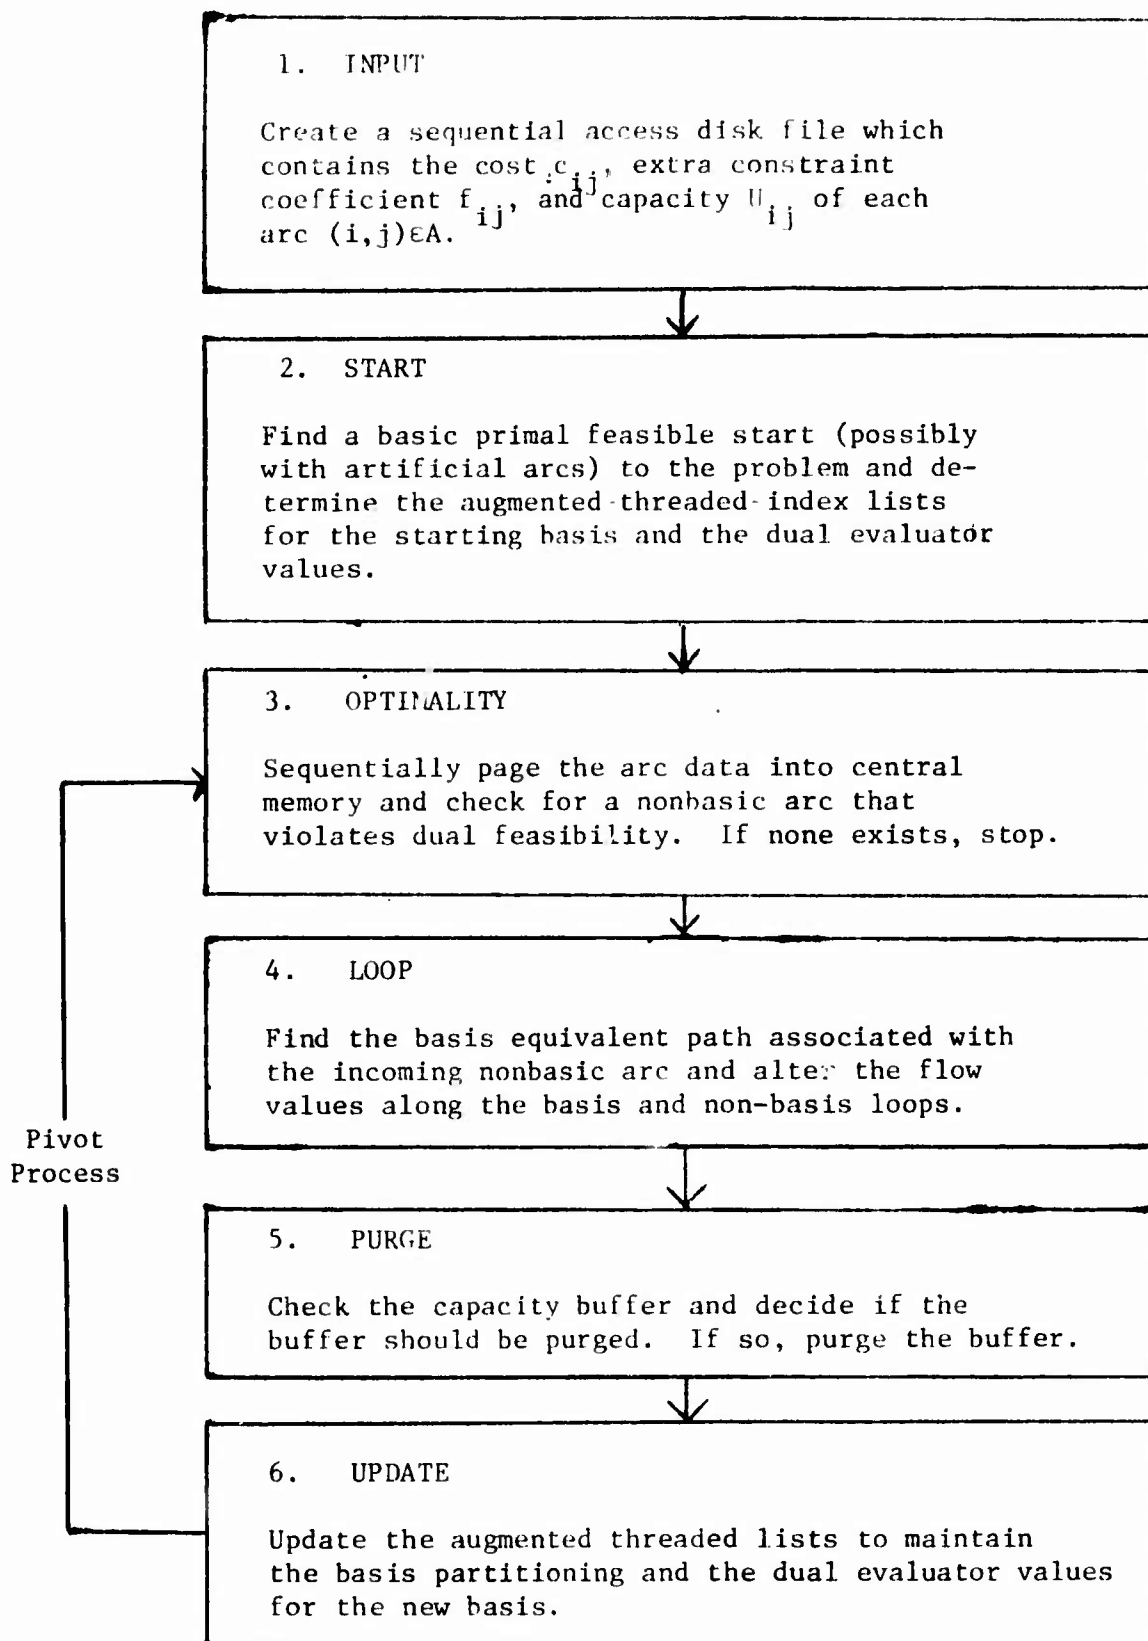 1. INPUT
Create a sequential access disk file which
contains the cost c_{ij}, extra constraint
coefficient f_{ij}, and capacity U_{ij} of each
arc (i,j)εA.
2. START
Find a basic primal feasible start (possibly
with artificial arcs) to the problem and de-
termine the augmented-threaded-index lists
for the starting basis and the dual evaluator
values.
3. OPTIMALITY
Sequentially page the arc data into central
memory and check for a nonbasic arc that
violates dual feasibility. If none exists, stop.
4. LOOP
Find the basis equivalent path associated with
the incoming nonbasic arc and alter the flow
values along the basis and non-basis loops.
Pivot
Process
5. PURGE
Check the capacity buffer and decide if the
buffer should be purged. If so, purge the buffer.
6. UPDATE
Update the augmented threaded lists to maintain
the basis partitioning and the dual evaluator values
for the new basis.